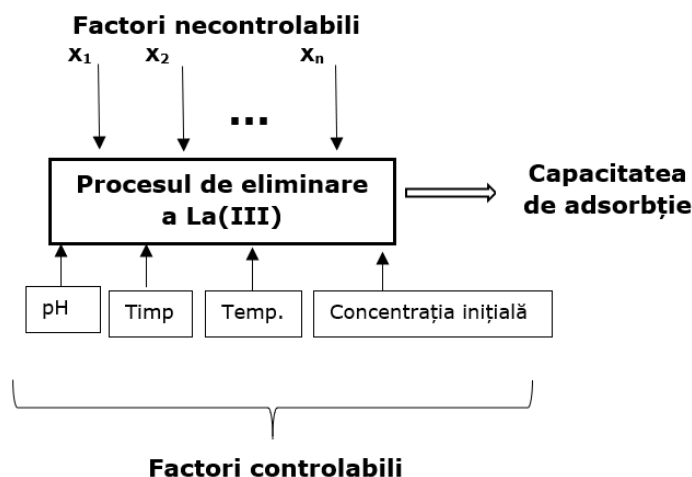 Factori necontrolabili
x₁ x₂ xₙ
...
Procesul de eliminare
a La(III)
Capacitatea
de adsorbție
pH Timp Temp. Concentrația inițială
Factori controlabili